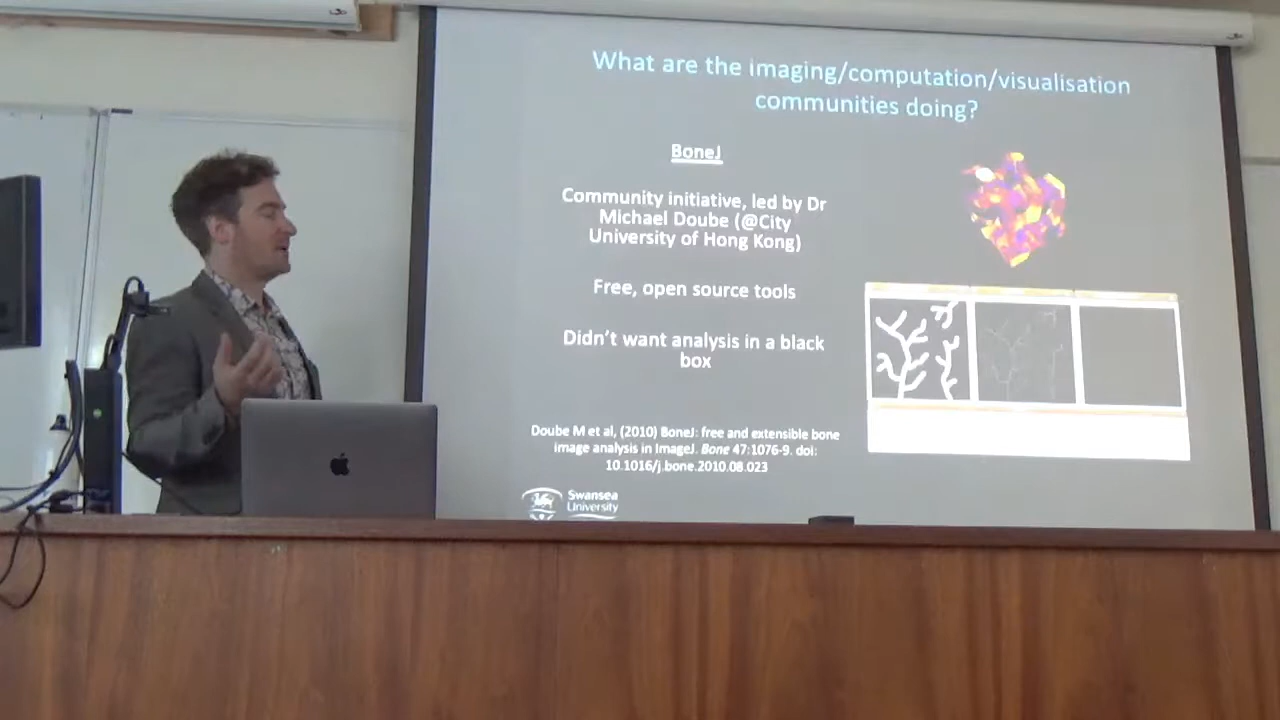 What are the imaging/computation/visualisation
communities doing?
BoneJ
Community initiative, led by Dr
Michael Doube (@City
University of Hong Kong)
Free, open source tools
Didn't want analysis in a black
box
Doube M et al, (2010) BoneJ: free and extensible bone
image analysis in ImageJ. Bone 47:1076-9. doi:
10.1016/j.bone.2010.08.023
Swansea
University